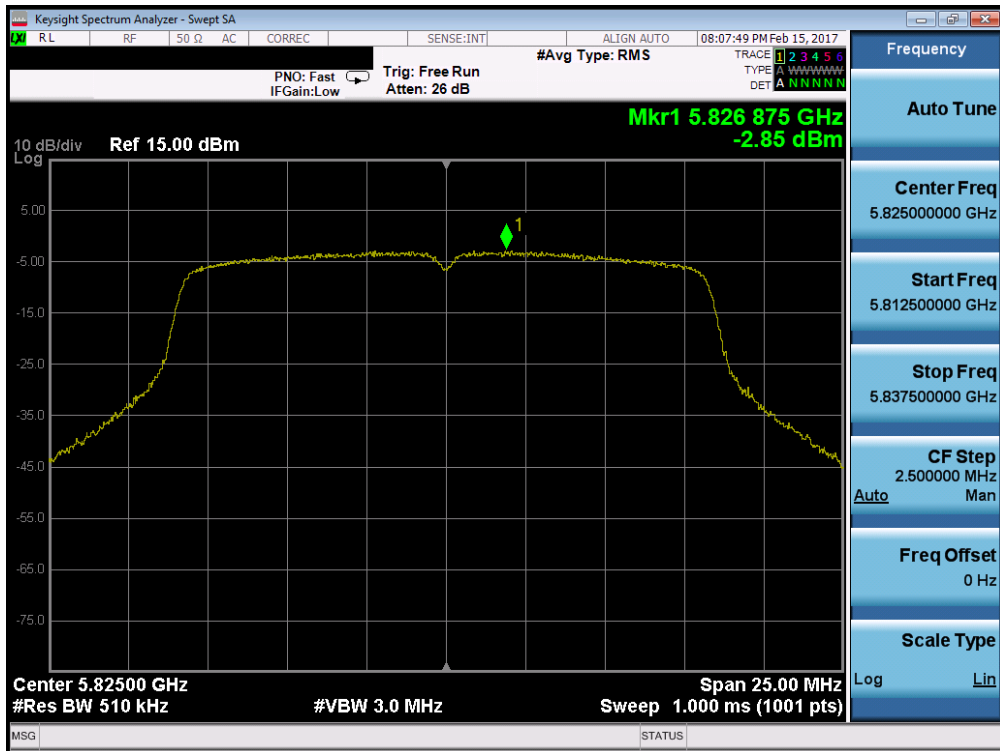 Keysight Spectrum Analyzer - Swept SA
LXI RL RF 50 Ω AC CORREC SENSE:INT ALIGN AUTO 08:07:49 PM Feb 15, 2017
#Avg Type: RMS
TRACE 1 2 3 4 5 6
TYPE A WWWWW
DET A N N N N N
PNO: Fast
IFGain:Low
Trig: Free Run
Atten: 26 dB
Mkr1 5.826 875 GHz
-2.85 dBm
10 dB/div Ref 15.00 dBm
Log
5.00
-5.00
-15.0
-25.0
-35.0
-45.0
-55.0
-65.0
-75.0
1
Center 5.82500 GHz
Span 25.00 MHz
#Res BW 510 kHz
#VBW 3.0 MHz
Sweep 1.000 ms (1001 pts)
MSG
STATUS
Frequency
Auto Tune
Center Freq
5.825000000 GHz
Start Freq
5.812500000 GHz
Stop Freq
5.837500000 GHz
CF Step
2.500000 MHz
Auto Man
Freq Offset
0 Hz
Scale Type
Log Lin